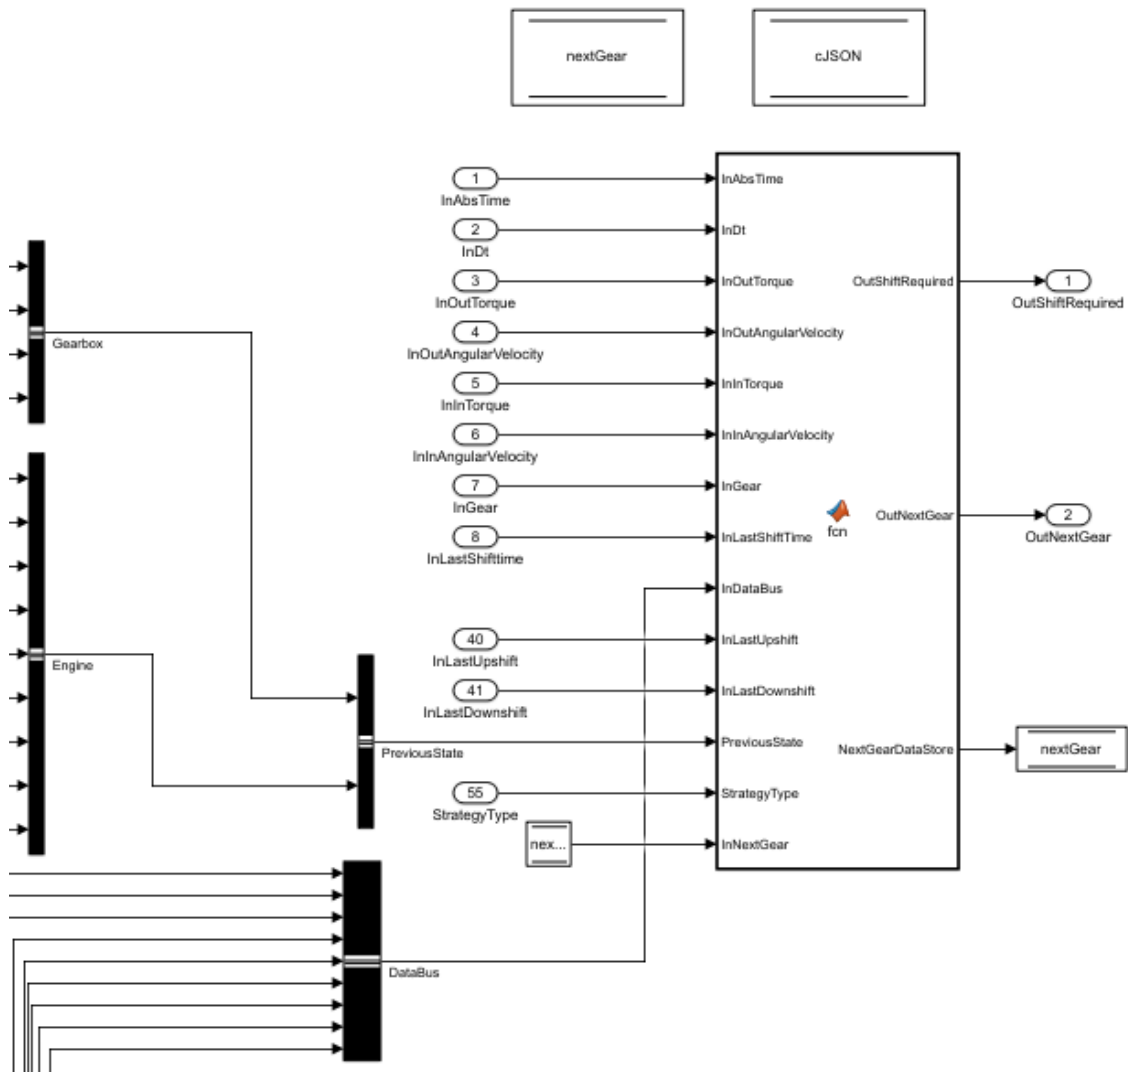 nextGear
cJSON
1
InAbsTime
2
InDt
3
InOutTorque
4
InOutAngularVelocity
5
InInTorque
6
InInAngularVelocity
7
InGear
8
InLastShifttime
40
InLastUpshift
41
InLastDownshift
55
StrategyType
nex...
Gearbox
Engine
PreviousState
DataBus
InAbsTime
InDt
InOutTorque
InOutAngularVelocity
InInTorque
InInAngularVelocity
InGear
InLastShiftTime
InDataBus
InLastUpshift
InLastDownshift
PreviousState
StrategyType
InNextGear
fcn
OutShiftRequired
OutNextGear
NextGearDataStore
1
OutShiftRequired
2
OutNextGear
nextGear